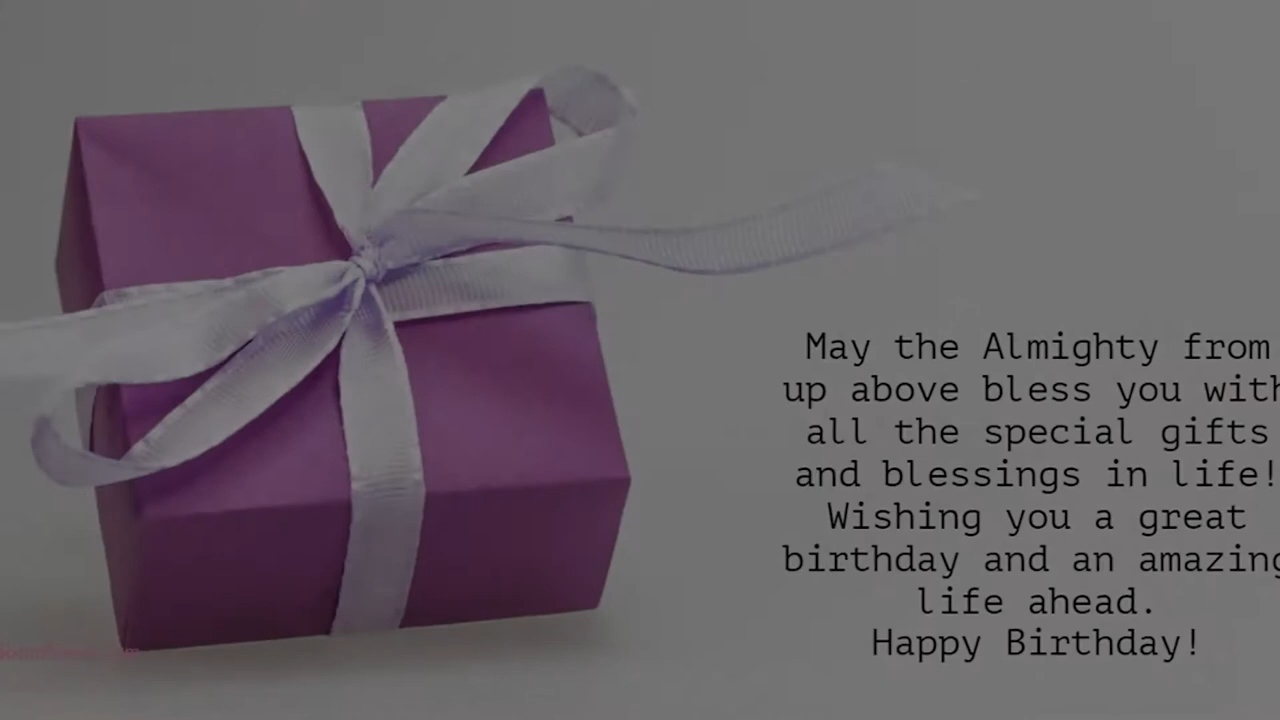 May the Almighty from
up above bless you with
all the special gifts
and blessings in life!
Wishing you a great
birthday and an amazing
life ahead.
Happy Birthday!